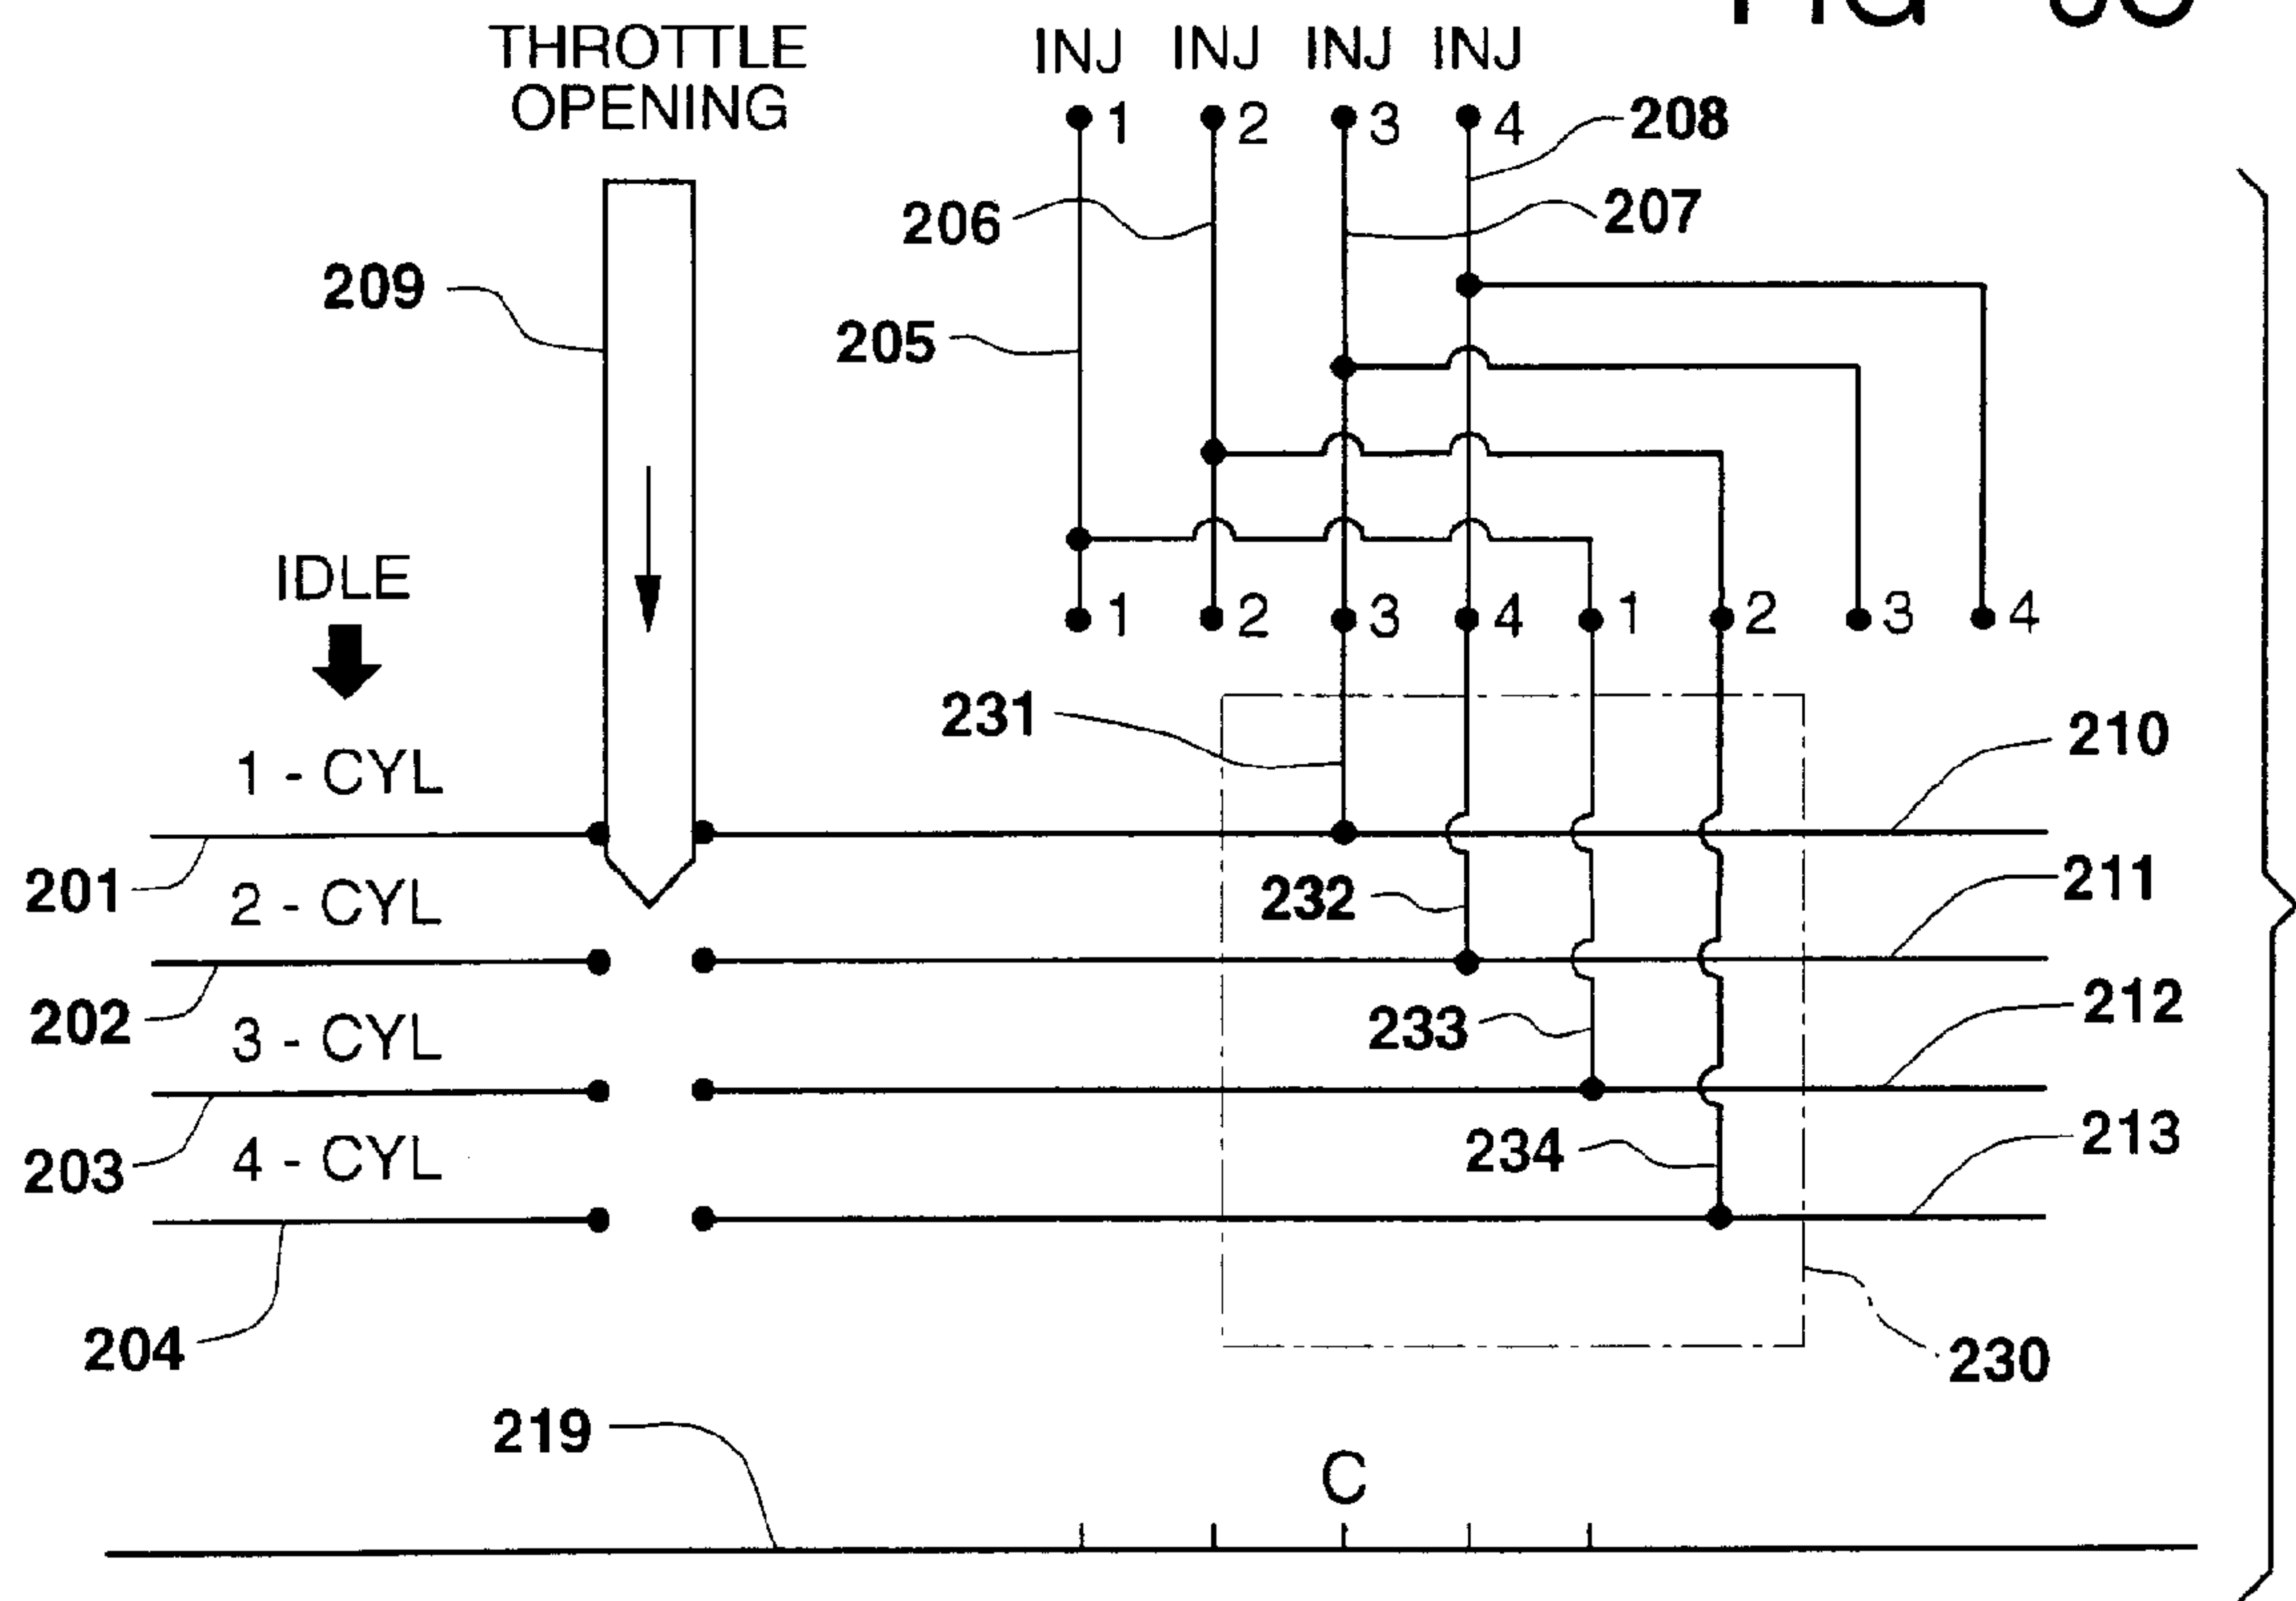 THROTTLE
OPENING
INJ INJ INJ INJ
1 2 3 4
208
206
207
209
205
IDLE
1 2 3 4 1 2 3 4
231
210
1 - CYL
201
2 - CYL
232
211
202
3 - CYL
233
212
203
4 - CYL
234
213
204
230
219
C